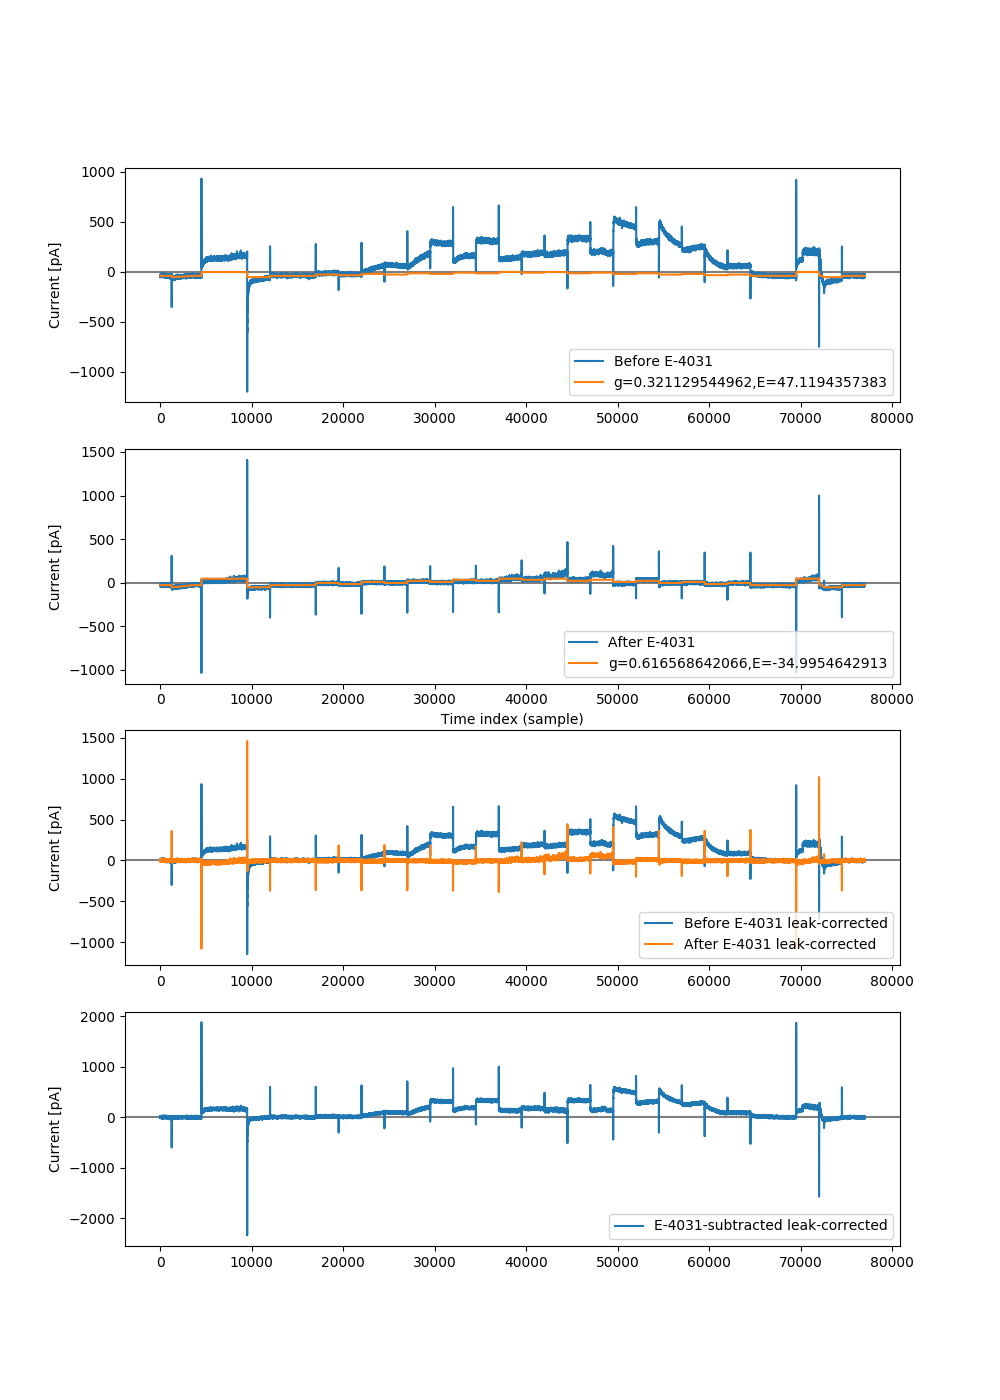 1000
500
0
−500
−1000
Current [pA]
Before E-4031
g=0.321129544962,E=47.1194357383
0 10000 20000 30000 40000 50000 60000 70000 80000
1500
1000
500
0
−500
−1000
Current [pA]
After E-4031
g=0.616568642066,E=-34.9954642913
0 10000 20000 30000 40000 50000 60000 70000 80000
Time index (sample)
1500
1000
500
0
−500
−1000
Current [pA]
Before E-4031 leak-corrected
After E-4031 leak-corrected
0 10000 20000 30000 40000 50000 60000 70000 80000
2000
1000
0
−1000
−2000
Current [pA]
E-4031-subtracted leak-corrected
0 10000 20000 30000 40000 50000 60000 70000 80000